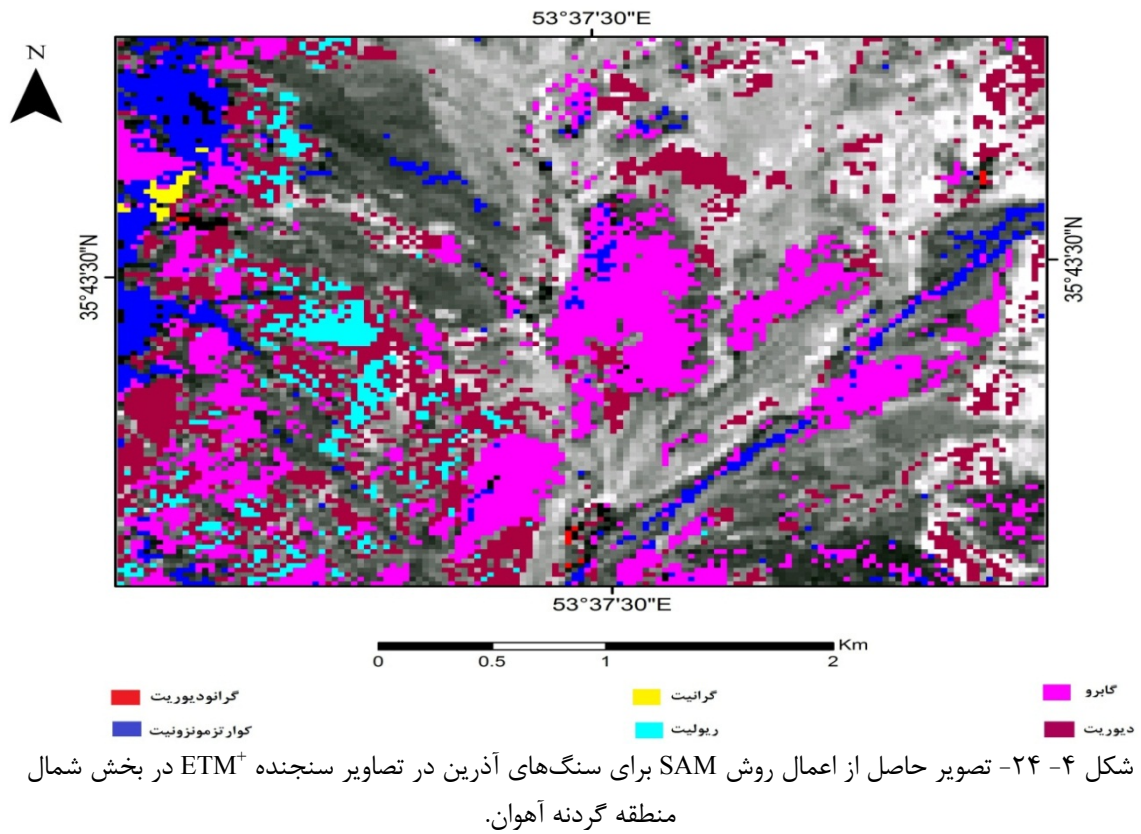 53°37'30"E
N
35°43'30"N
35°43'30"N
53°37'30"E
0 0.5 1 2 Km
گرانودیوریت گرانیت گابرو
کوارتزمونزونیت ریولیت دیوریت
شکل ۴- ۲۴- تصویر حاصل از اعمال روش SAM برای سنگ‌های آذرین در تصاویر سنجنده ETM+ در بخش شمال
منطقه گردنه آهوان.